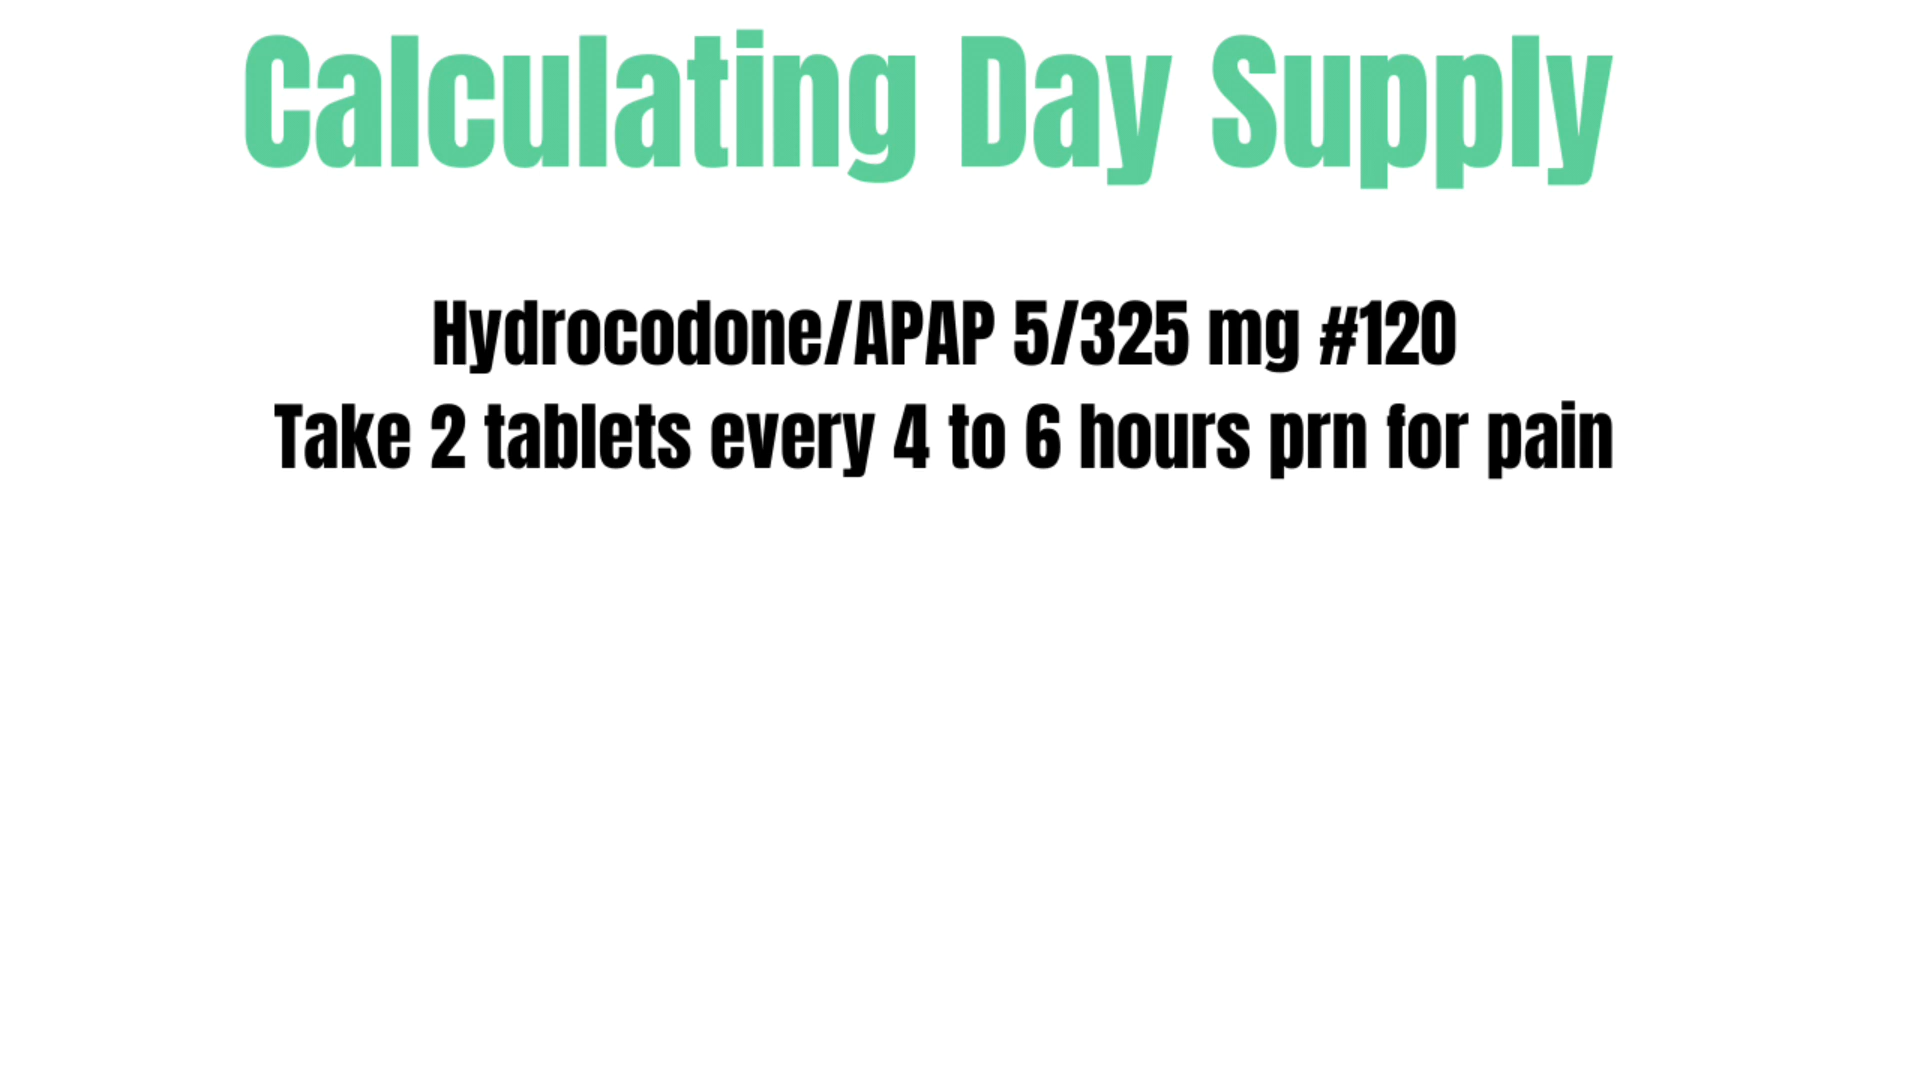 Calculating Day Supply
Hydrocodone/APAP 5/325 mg #120
Take 2 tablets every 4 to 6 hours prn for pain